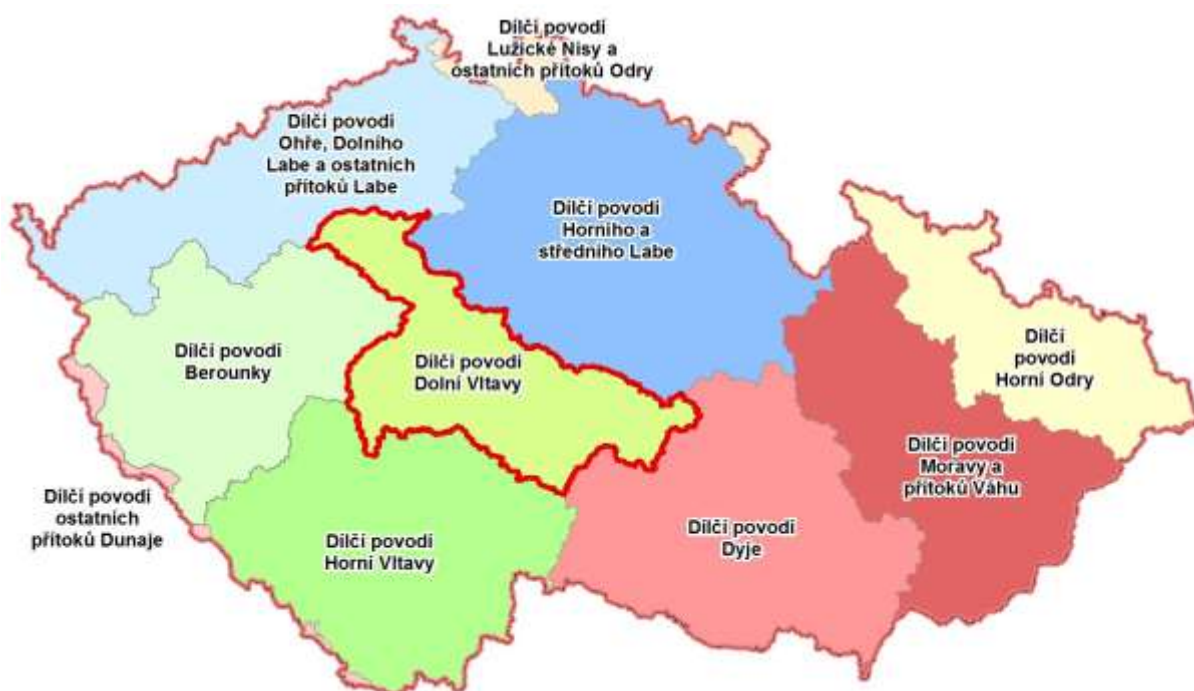 Dílčí povodí
Lužické Nisy a
ostatních přítoků Odry
Dílčí povodí
Ohře, Dolního
Labe a ostatních
přítoků Labe
Dílčí povodí
Horního a
středního Labe
Dílčí povodí
Berounky
Dílčí povodí
Dolní Vltavy
Dílčí
povodí
Horní Odry
Dílčí povodí
Moravy a
přítoků Váhu
Dílčí povodí
ostatních
přítoků Dunaje
Dílčí povodí
Horní Vltavy
Dílčí povodí
Dyje